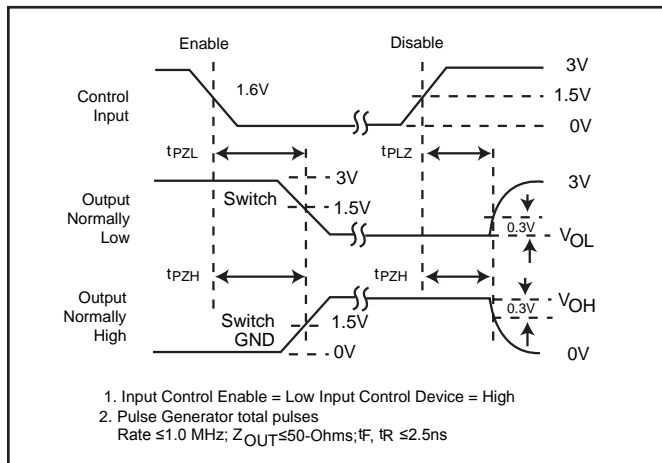 Enable
Disable
3V
1.6V
1.5V
Control
Input
0V
tPZL
tPLZ
3V
3V
Output
Normally
Low
Switch
1.5V
0.3V
VOL
tPZH
tPZH
Output
Normally
High
VOH
0.3V
Switch
GND
1.5V
0V
0V
1. Input Control Enable = Low Input Control Device = High
2. Pulse Generator total pulses
Rate ≤1.0 MHz; ZOUT≤50-Ohms;tF, tR ≤2.5ns